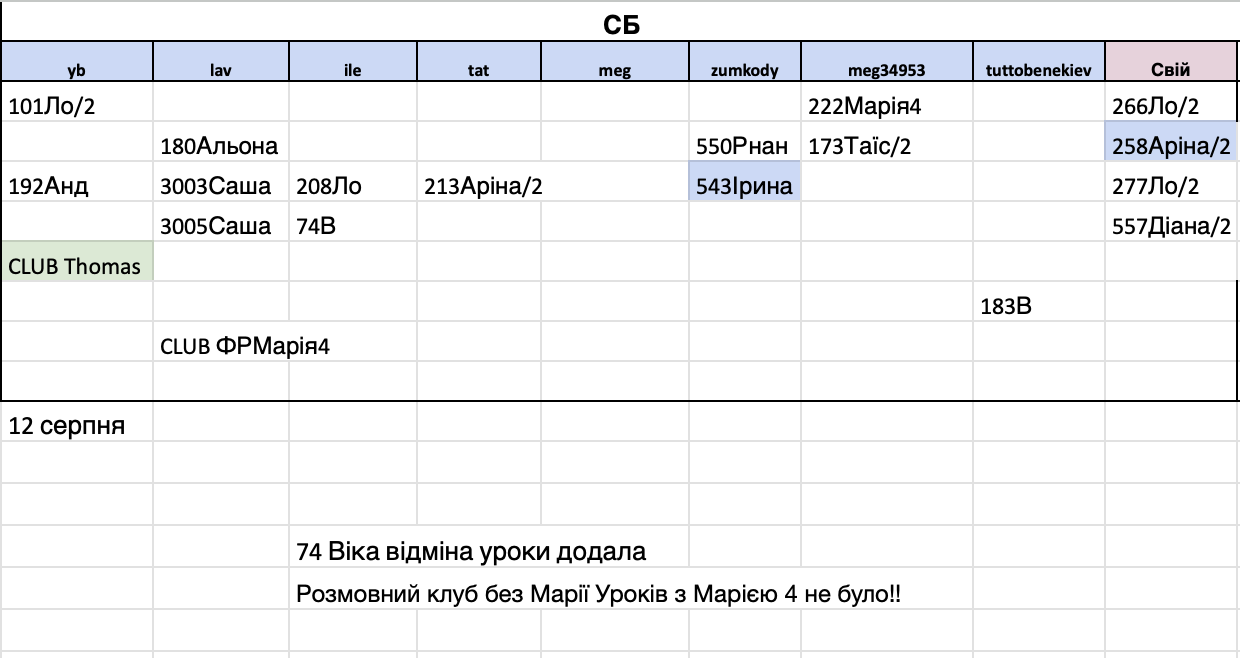 СБ
yb lav ile tat meg zumkody meg34953 tuttobenekiev Свій
101Ло/2 222Марія4 266Ло/2
180Альона 550Рнан 173Таїс/2 258Аріна/2
192Анд 3003Саша 208Ло 213Аріна/2 543Ірина 277Ло/2
3005Саша 74В 557Діана/2
CLUB Thomas
183В
CLUB ФРМарія4
12 серпня
74 Віка відміна уроки додала
Розмовний клуб без Марії Уроків з Марією 4 не було!!